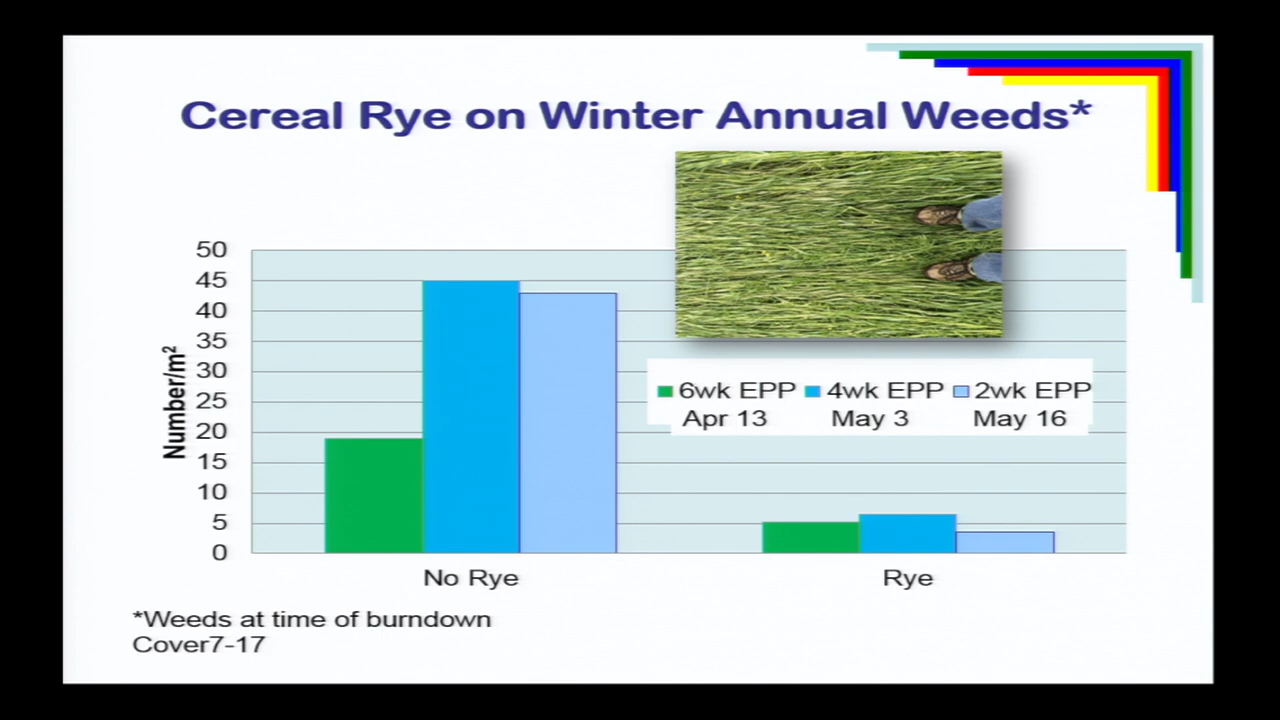 Cereal Rye on Winter Annual Weeds*
50
45
40
35
30
25
20
15
10
5
0
Number/m²
6wk EPP 4wk EPP 2wk EPP
Apr 13 May 3 May 16
No Rye Rye
*Weeds at time of burndown
Cover7-17